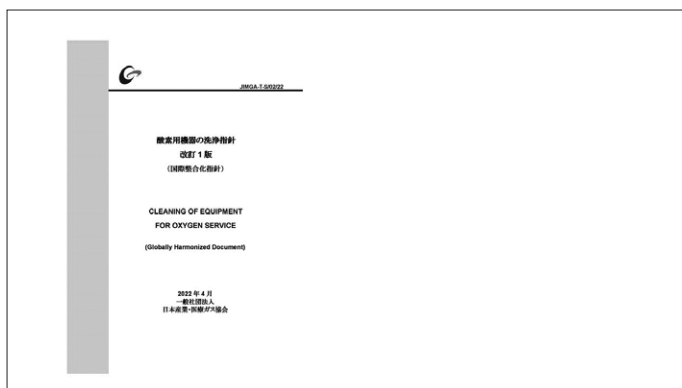 JIMGA-T-S/02/22
酸素用機器の洗浄指針
改訂 1 版
（国際整合化指針）
CLEANING OF EQUIPMENT
FOR OXYGEN SERVICE
(Globally Harmonized Document)
2022 年 4 月
一般社団法人
日本産業・医療ガス協会